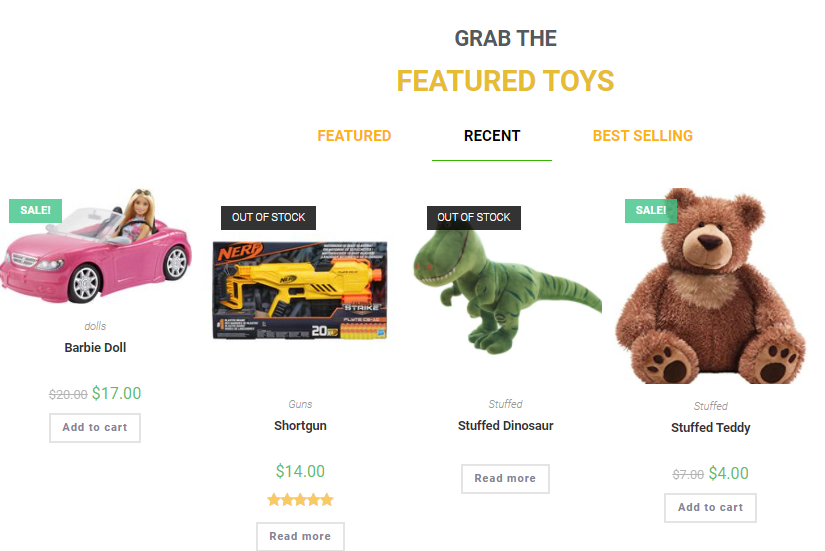 GRAB THE
FEATURED TOYS
FEATURED
RECENT
BEST SELLING
SALE!
dolls
Barbie Doll
$20.00 $17.00
Add to cart
OUT OF STOCK
NERF
NERF
STRIKE
20
Guns
Shortgun
$14.00
Read more
OUT OF STOCK
Stuffed
Stuffed Dinosaur
Read more
SALE!
Stuffed
Stuffed Teddy
$7.00 $4.00
Add to cart